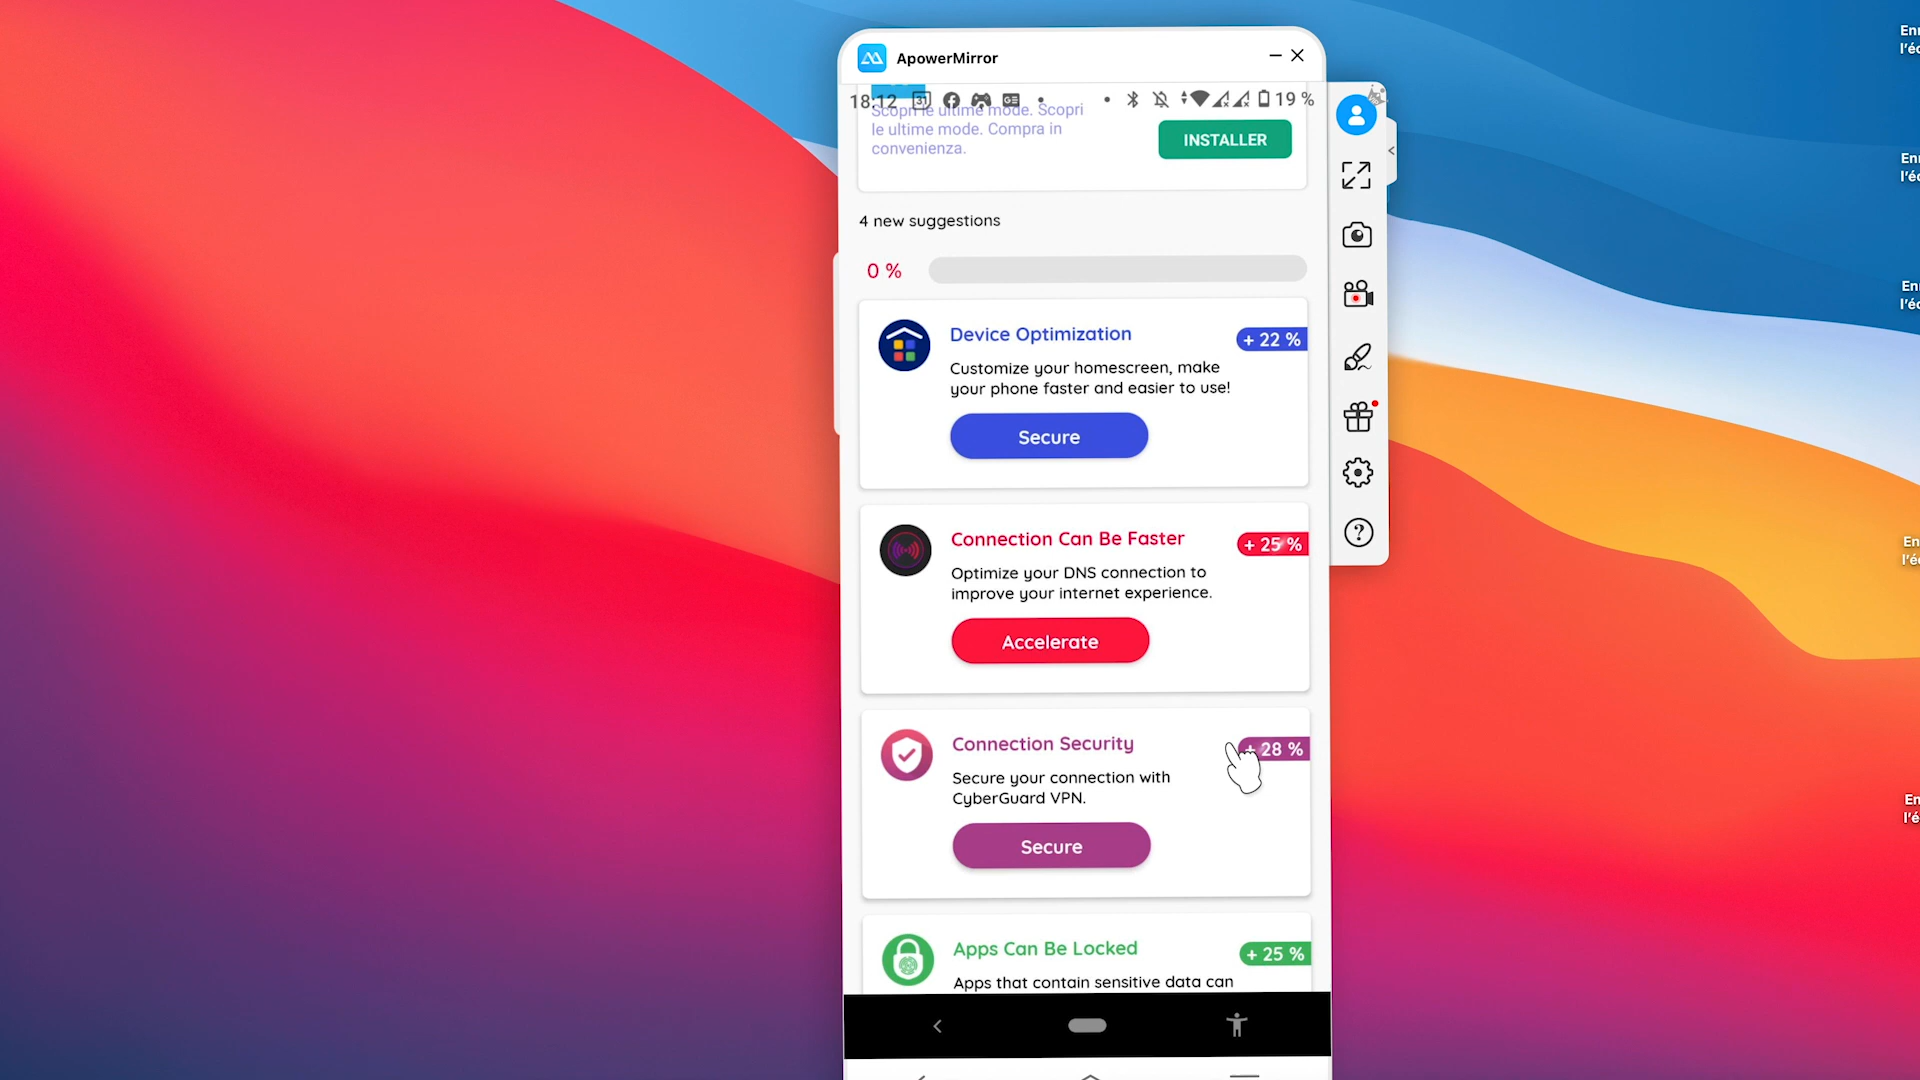 ApowerMirror
18:12
31
19 %
Scopri le ultime mode. Scopri
le ultime mode. Compra in
convenienza.
INSTALLER
4 new suggestions
0 %
Device Optimization
+ 22 %
Customize your homescreen, make
your phone faster and easier to use!
Secure
Connection Can Be Faster
+ 25 %
Optimize your DNS connection to
improve your internet experience.
Accelerate
Connection Security
+ 28 %
Secure your connection with
CyberGuard VPN.
Secure
Apps Can Be Locked
+ 25 %
Apps that contain sensitive data can